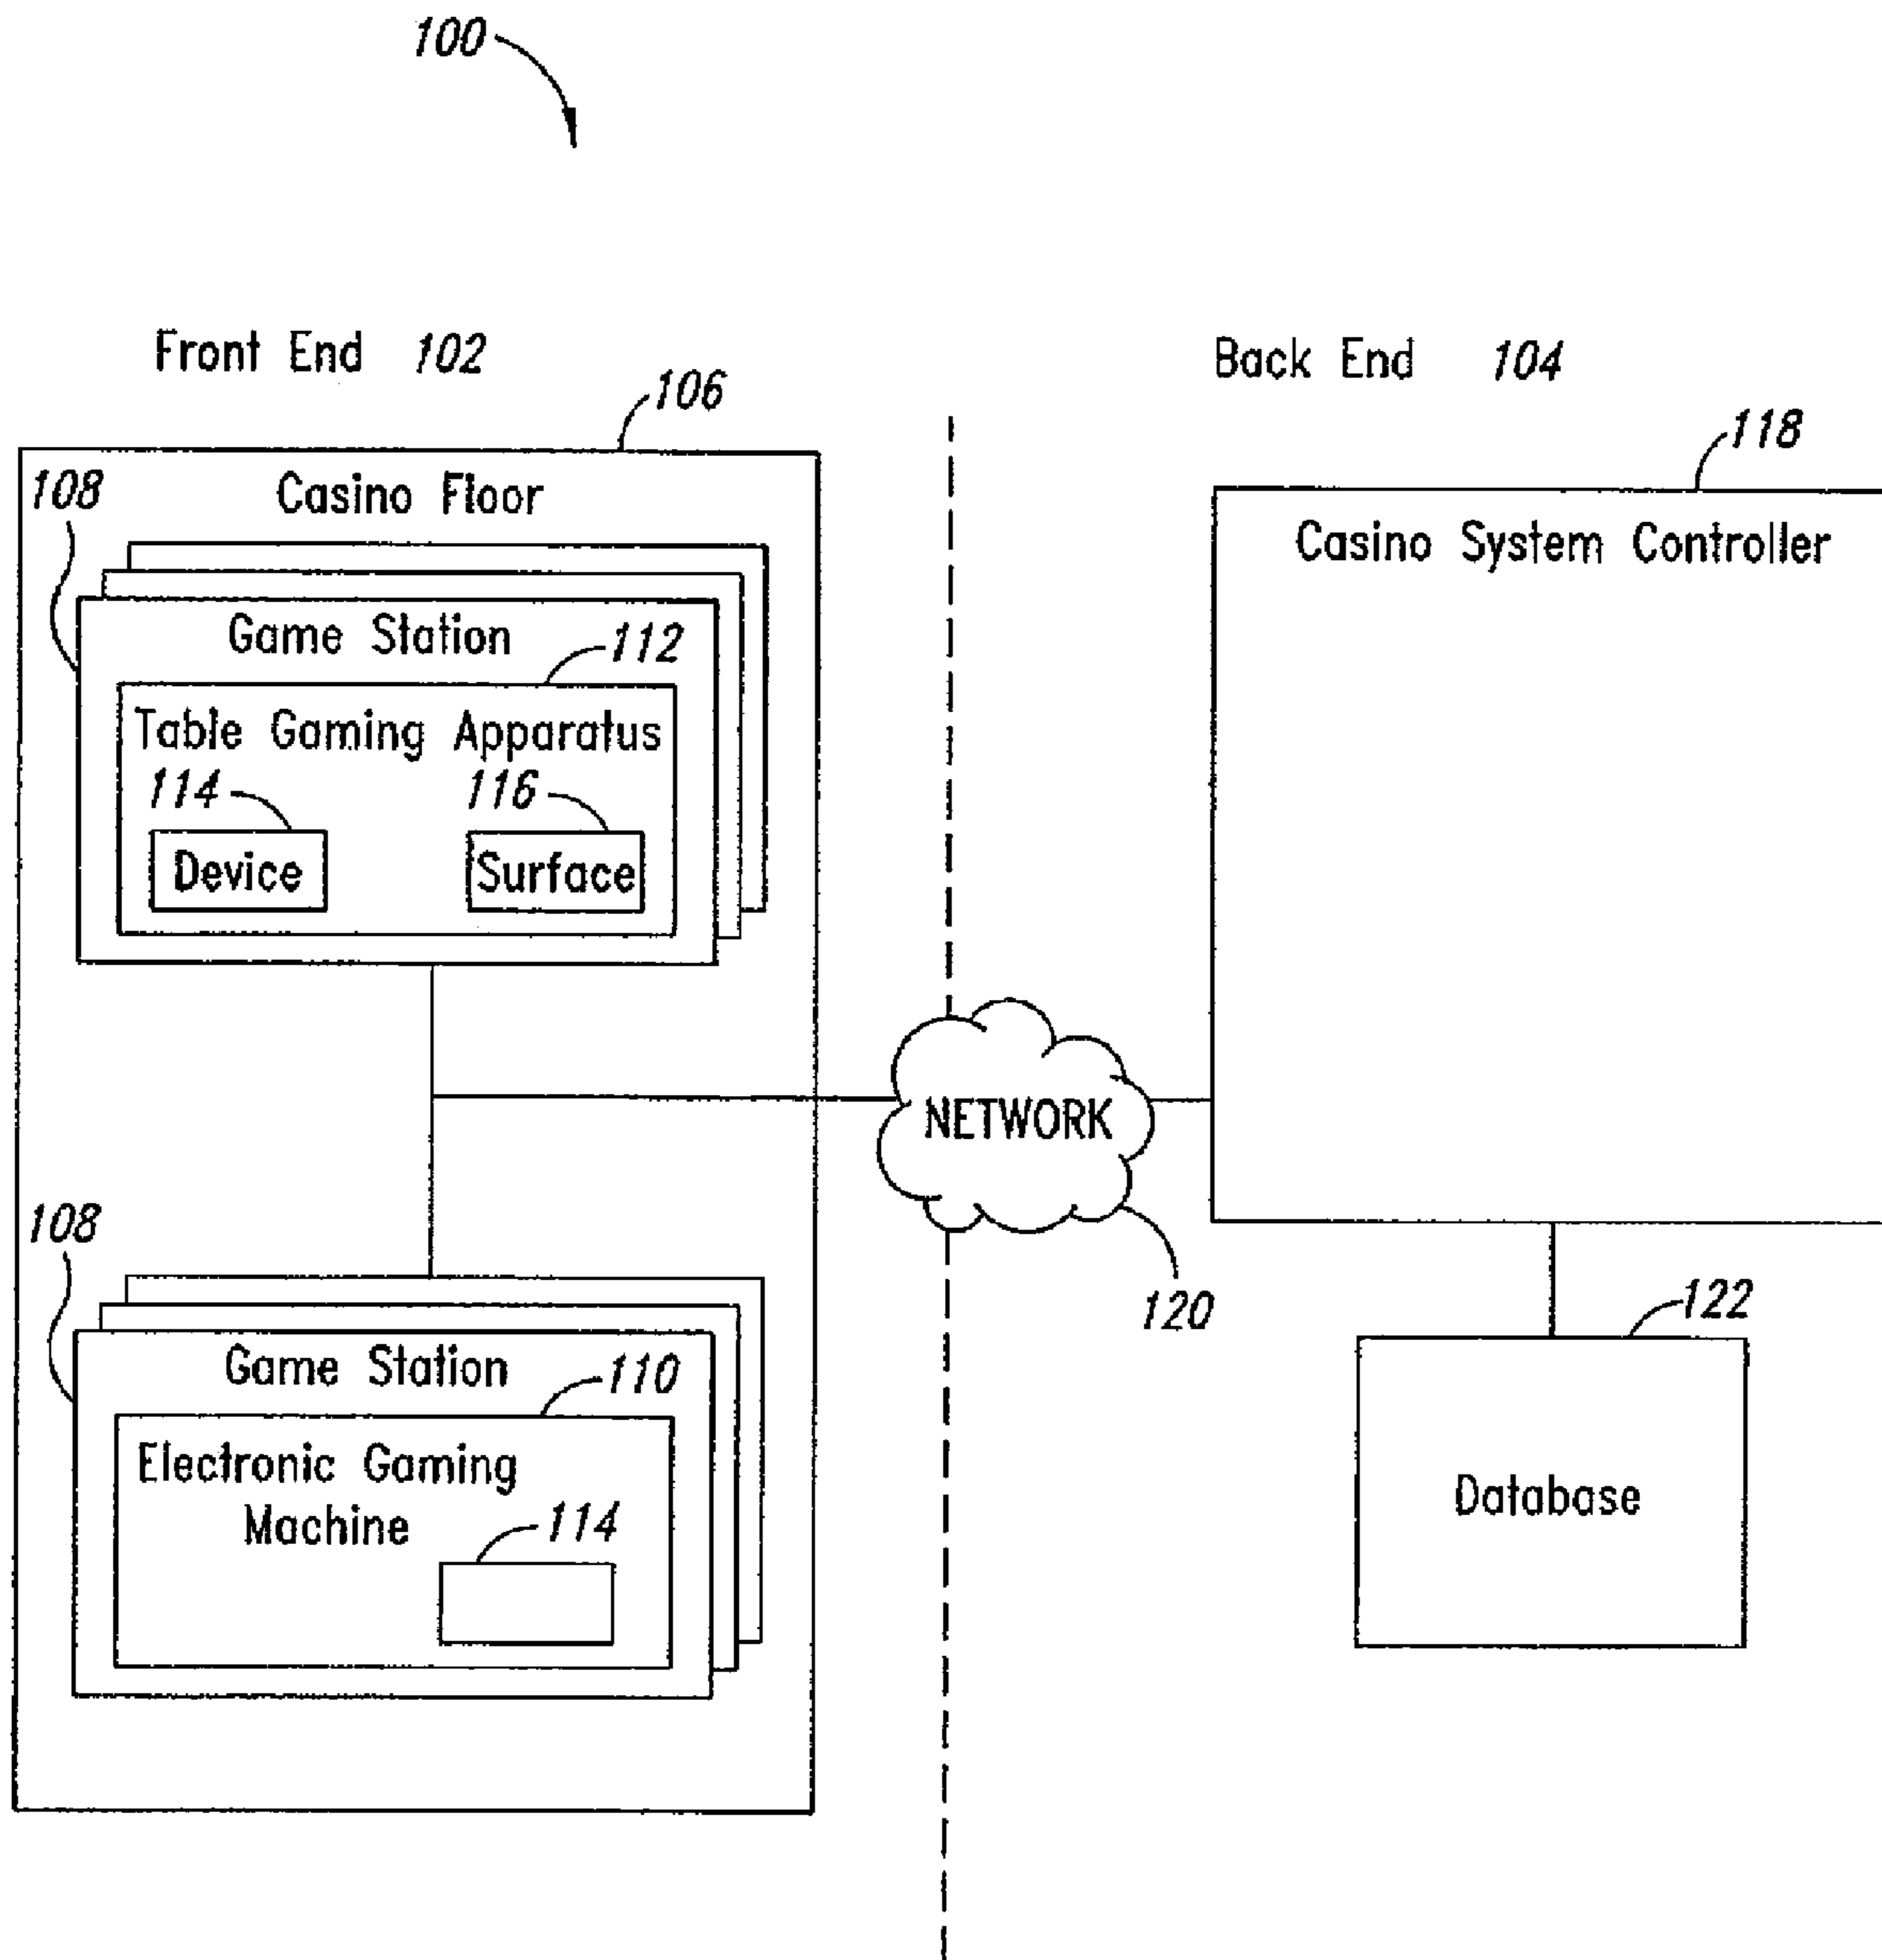 100
Front End 102
Back End 104
106
118
108
Casino Floor
Casino System Controller
Game Station
112
Table Gaming Apparatus
114
116
Device
Surface
NETWORK
108
120
122
Game Station
110
Electronic Gaming
Machine
114
Database